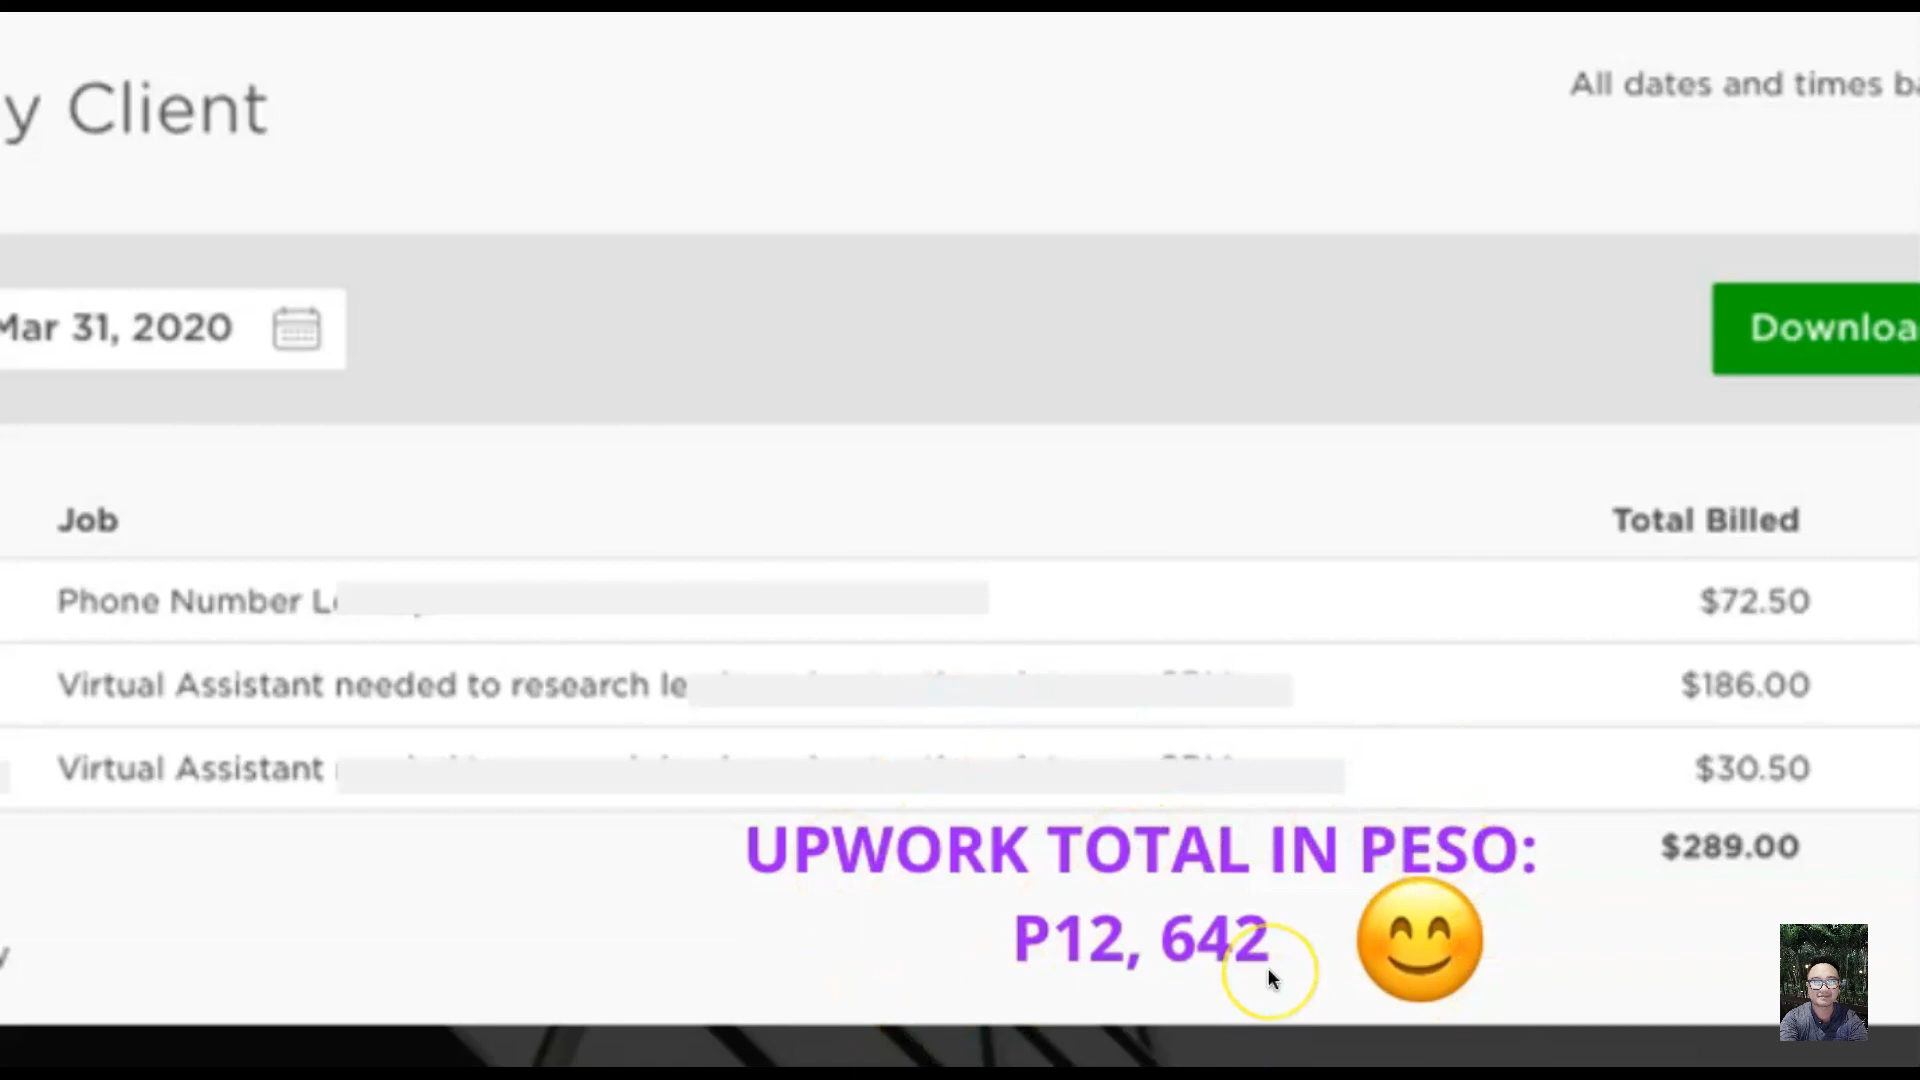 y Client
All dates and times ba
Mar 31, 2020
Downloa
Job
Total Billed
Phone Number
$72.50
Virtual Assistant needed to research le
$186.00
Virtual Assistant
$30.50
UPWORK TOTAL IN PESO:
$289.00
P12, 642
y